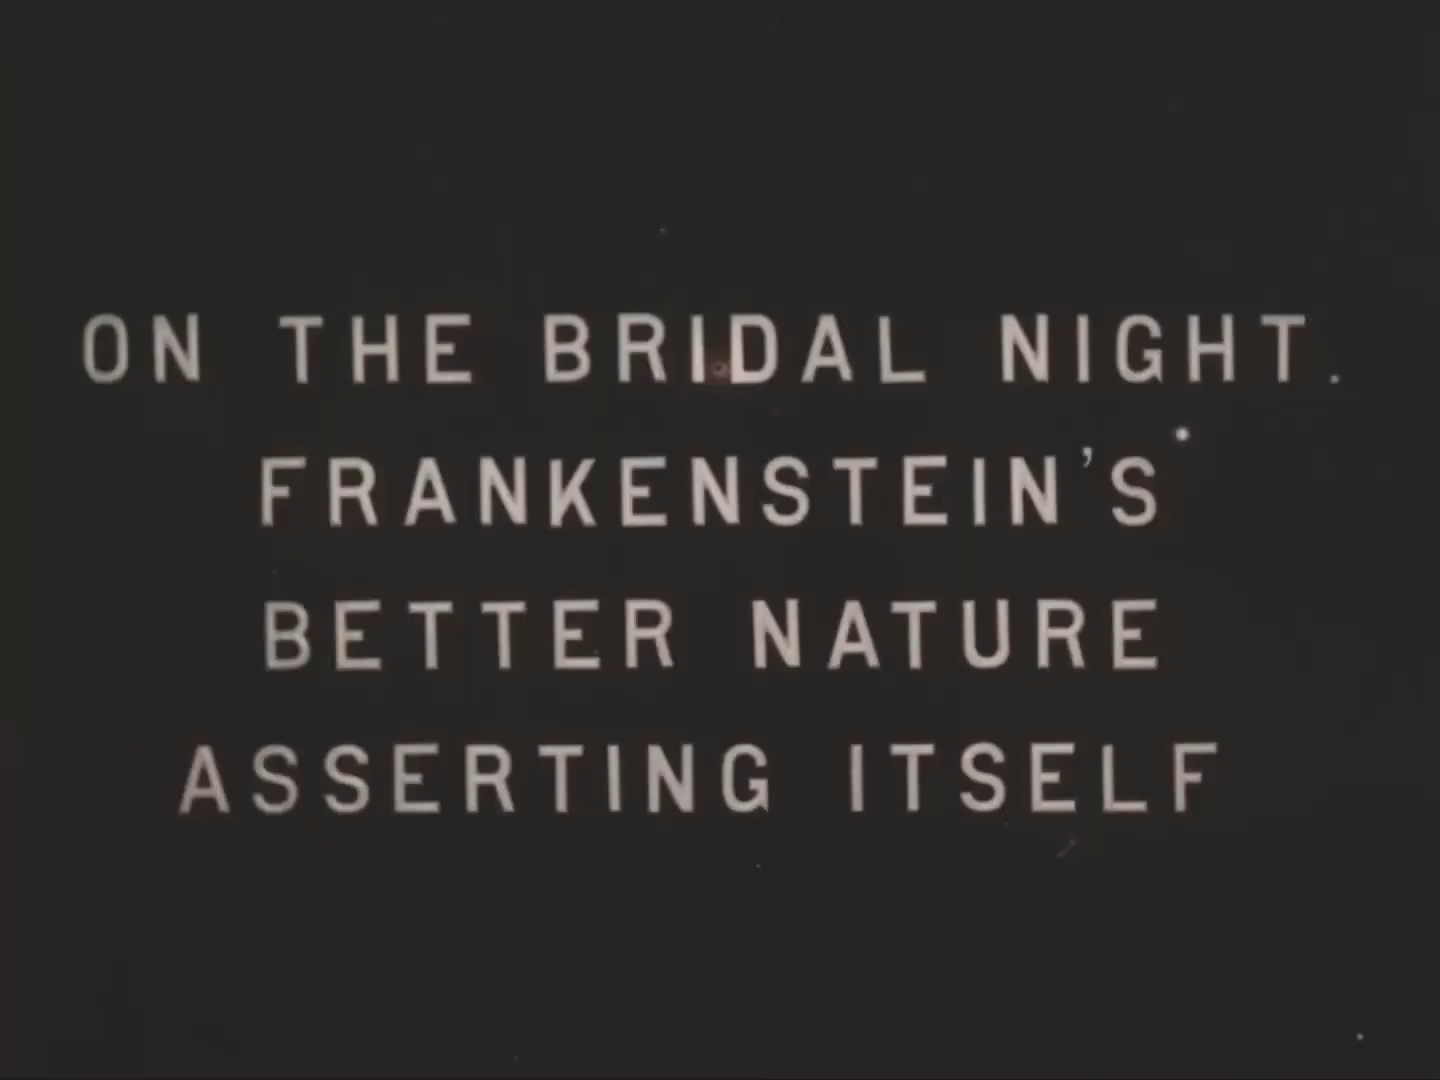 ON THE BRIDAL NIGHT.
FRANKENSTEIN'S
BETTER NATURE
ASSERTING ITSELF